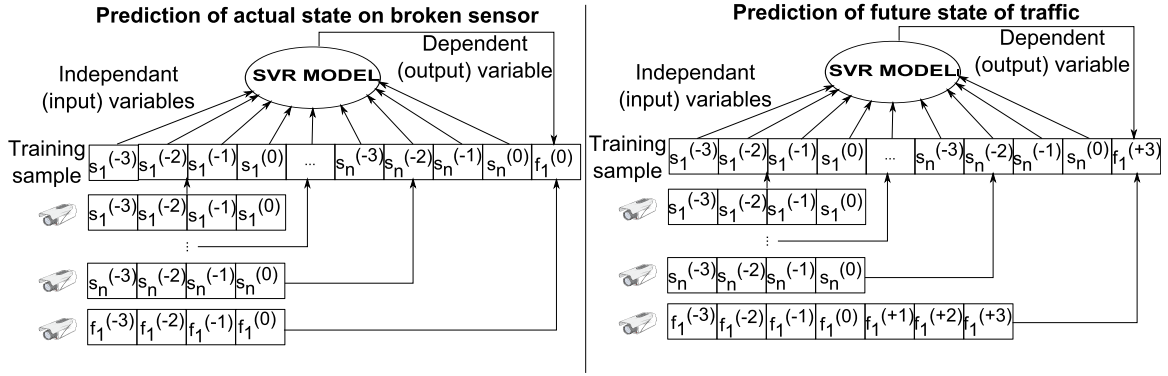 Prediction of actual state on broken sensor
Independant
(input) variables
SVR MODEL
Dependent
(output) variable
Training
sample
s1(-3) s1(-2) s1(-1) s1(0) ... sn(-3) sn(-2) sn(-1) sn(0) f1(0)
s1(-3) s1(-2) s1(-1) s1(0)
...
sn(-3) sn(-2) sn(-1) sn(0)
f1(-3) f1(-2) f1(-1) f1(0)
Prediction of future state of traffic
Independant
(input) variables
SVR MODEL
Dependent
(output) variable
Training
sample
s1(-3) s1(-2) s1(-1) s1(0) ... sn(-3) sn(-2) sn(-1) sn(0) f1(+3)
s1(-3) s1(-2) s1(-1) s1(0)
...
sn(-3) sn(-2) sn(-1) sn(0)
f1(-3) f1(-2) f1(-1) f1(0) f1(+1) f1(+2) f1(+3)